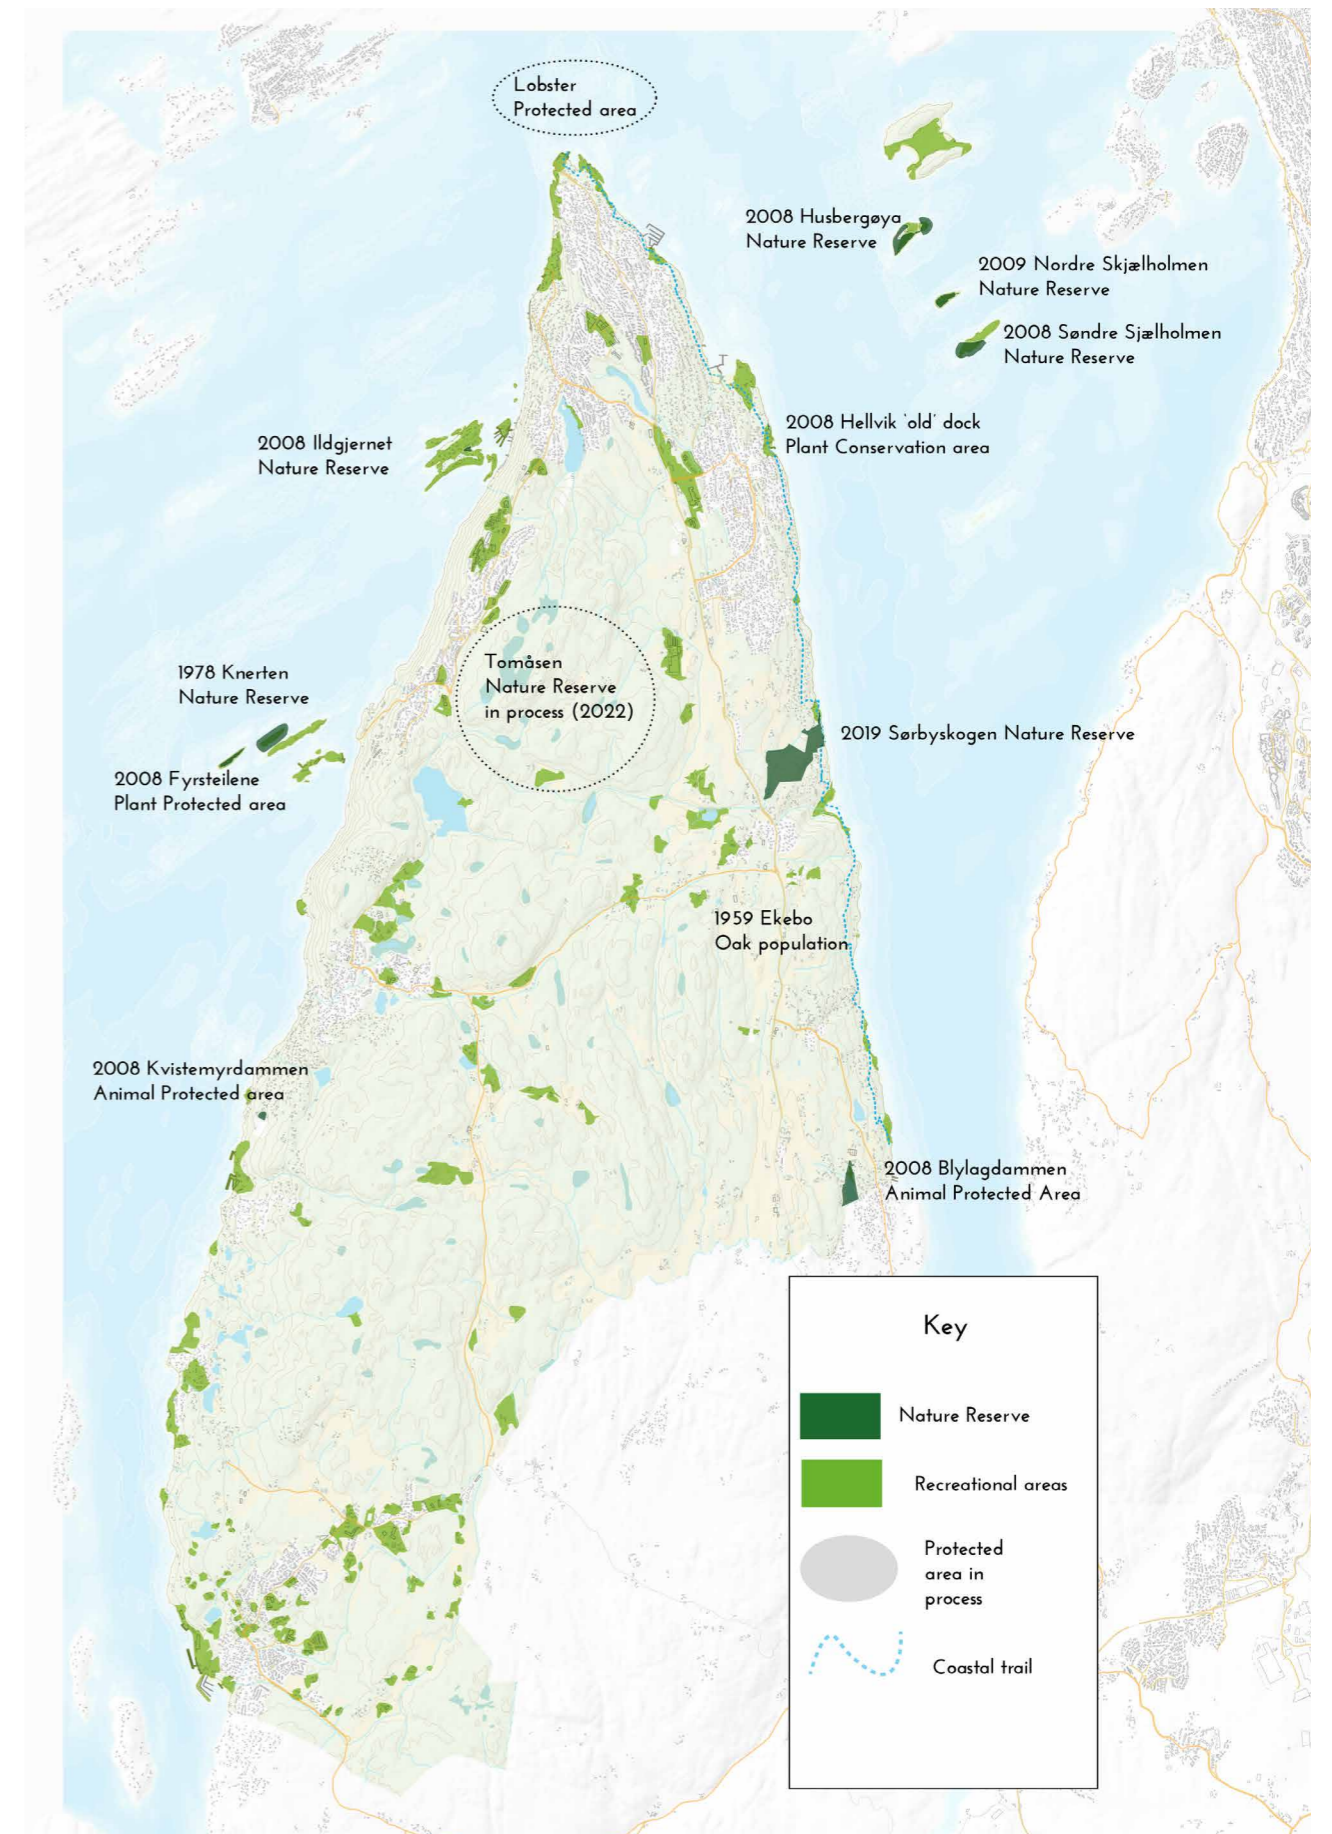 Lobster
Protected area
2008 Husbergøya
Nature Reserve
2009 Nordre Skjælholmen
Nature Reserve
2008 Søndre Sjælholmen
Nature Reserve
2008 Ildgjernet
Nature Reserve
2008 Hellvik 'old' dock
Plant Conservation area
Tomåsen
Nature Reserve
in process (2022)
1978 Knerten
Nature Reserve
2019 Sørbyskogen Nature Reserve
2008 Fyrsteilene
Plant Protected area
1959 Ekebo
Oak population
2008 Kvistemyrdammen
Animal Protected area
2008 Blylagdammen
Animal Protected Area
Key
Nature Reserve
Recreational areas
Protected
area in
process
Coastal trail